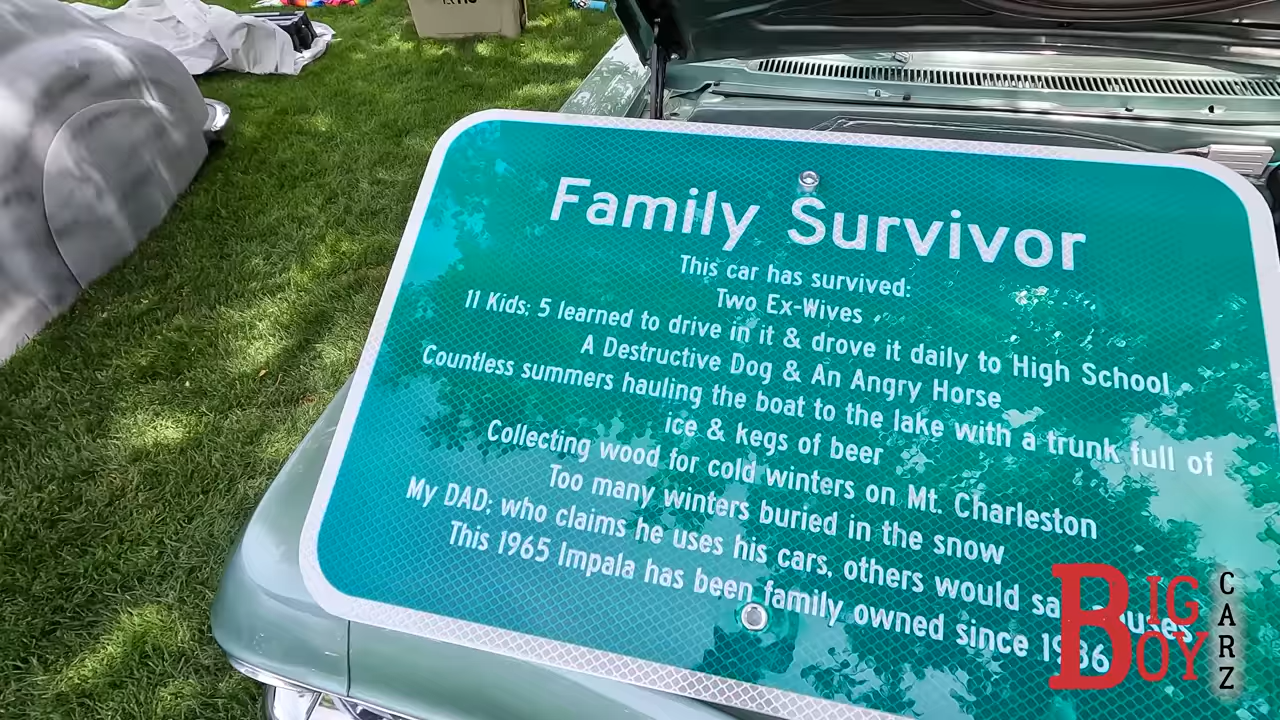 Family Survivor
This car has survived:
Two Ex-Wives
11 Kids; 5 learned to drive in it & drove it daily to High School
A Destructive Dog & An Angry Horse
Countless summers hauling the boat to the lake with a trunk full of
ice & kegs of beer
Collecting wood for cold winters on Mt. Charleston
Too many winters buried in the snow
My DAD; who claims he uses his cars, others would
This 1965 Impala has been family owned since
BIG BOY
CARZ